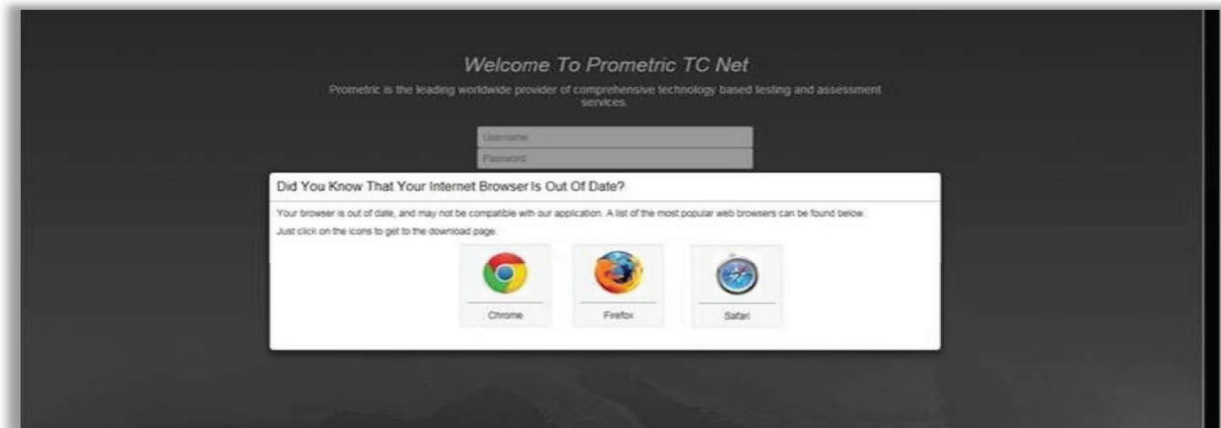 Welcome To Prometric TC Net
Prometric is the leading worldwide provider of comprehensive technology based testing and assessment
services.
Username
Password
Did You Know That Your Internet Browser Is Out Of Date?
Your browser is out of date, and may not be compatible with our application. A list of the most popular web browsers can be found below.
Just click on the icons to get to the download page.
Chrome
Firefox
Safari